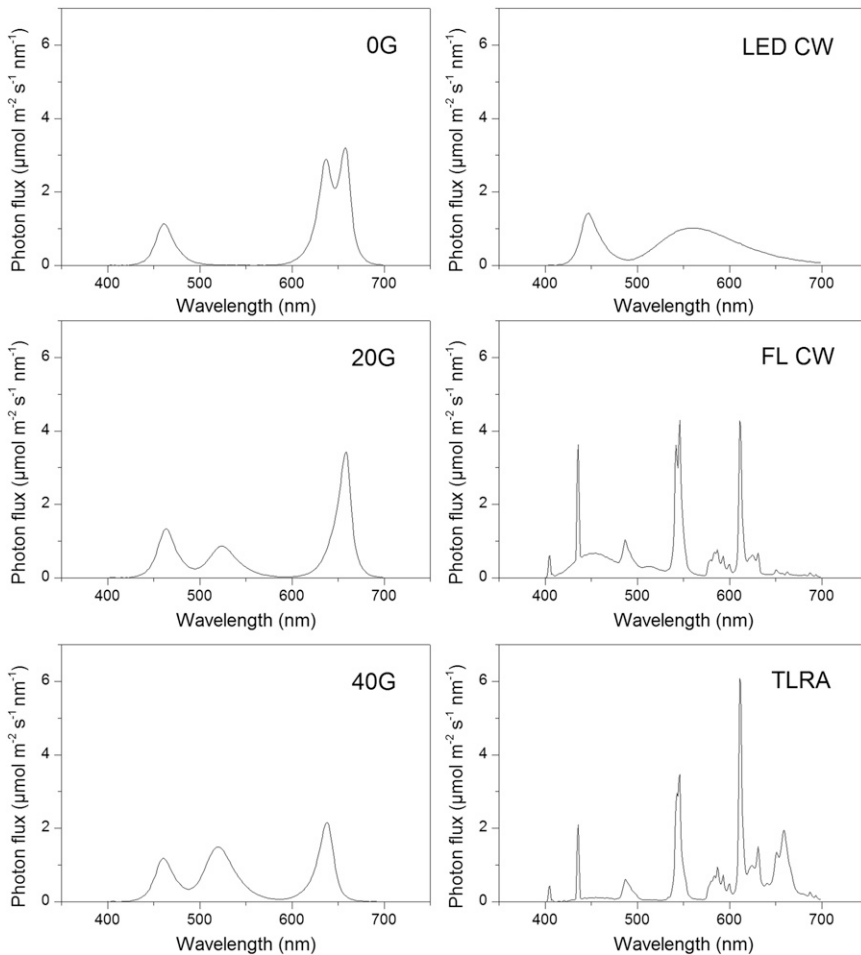 0G
6
4
2
0
Photon flux (µmol m⁻² s⁻¹ nm⁻¹)
400 500 600 700
Wavelength (nm)
LED CW
6
4
2
0
Photon flux (µmol m⁻² s⁻¹ nm⁻¹)
400 500 600 700
Wavelength (nm)
20G
6
4
2
0
Photon flux (µmol m⁻² s⁻¹ nm⁻¹)
400 500 600 700
Wavelength (nm)
FL CW
6
4
2
0
Photon flux (µmol m⁻² s⁻¹ nm⁻¹)
400 500 600 700
Wavelength (nm)
40G
6
4
2
0
Photon flux (µmol m⁻² s⁻¹ nm⁻¹)
400 500 600 700
Wavelength (nm)
TLRA
6
4
2
0
Photon flux (µmol m⁻² s⁻¹ nm⁻¹)
400 500 600 700
Wavelength (nm)